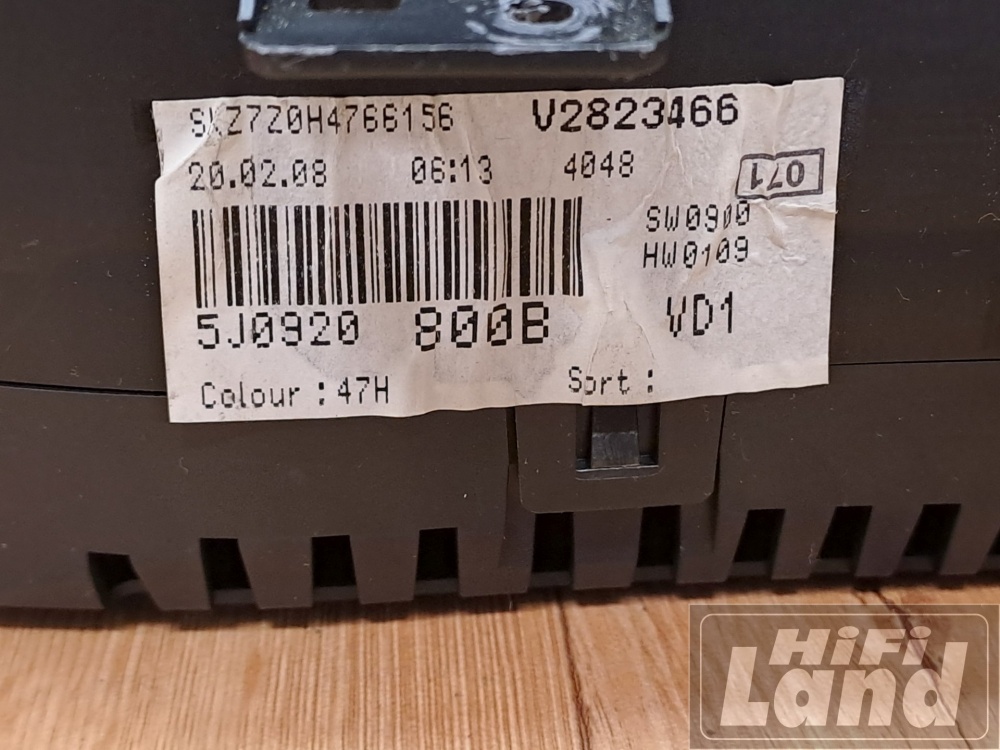 SKZ7Z0H4766156 V2823466
20.02.08 06:13 4048 071
SW0900
HW0109
5J0920 800B VD1
Colour : 47H Sort :
HiFi
Land